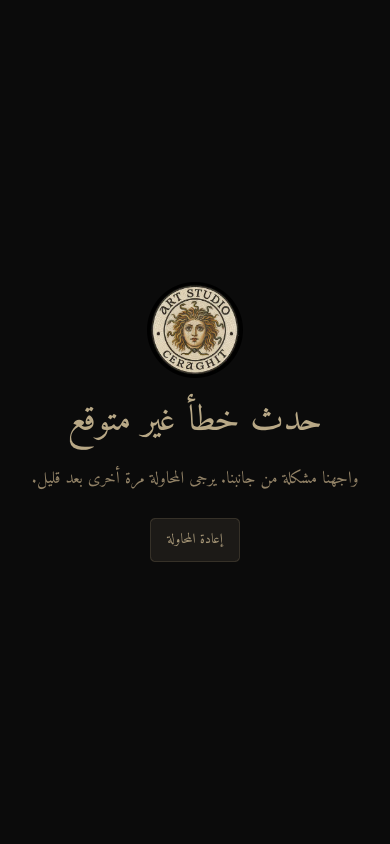 ART STUDIO
CERAGHIT
حدث خطأ غير متوقع
واجهنا مشكلة من جانبنا. يرجى المحاولة مرة أخرى بعد قليل.
إعادة المحاولة